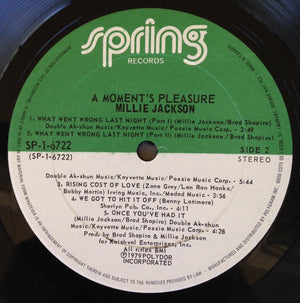 spring
RECORDS
A MOMENT'S PLEASURE
MILLIE JACKSON
1. WHAT WENT WRONG LAST NIGHT (Part I) (Millie Jackson/Brad Shapiro)
Double Ak-shun Music/Koyvette Music/Possie Music Corp. - 2:49
2. WHAT WENT WRONG LAST NIGHT (Part II) (Millie Jackson/Brad Shapiro)
SP-1-6722
SIDE 2
(SP-1-6722)
STEREO
Double Ak-shun Music/Koyvette Music/Possie Music Corp. - 5:44
3. RISING COST OF LOVE (Zane Grey/Len Ron Hanks/
Bobby Martin) Irving Music, Inc./Medad Music - 3:56
4. WE GOT TO HIT IT OFF (Benny Latimore)
Sherlyn Pub. Co., Inc. - 6:11
5. ONCE YOU'VE HAD IT
(Millie Jackson/Brad Shapiro) Double Ak-shun
Music/Koyvette Music/Possie Music Corp. - 4:28
Prod. by Brad Shapiro & Millie Jackson
for Keishval Enterprises, Inc.
All titles BMI
℗ 1979 POLYDOR
INCORPORATED